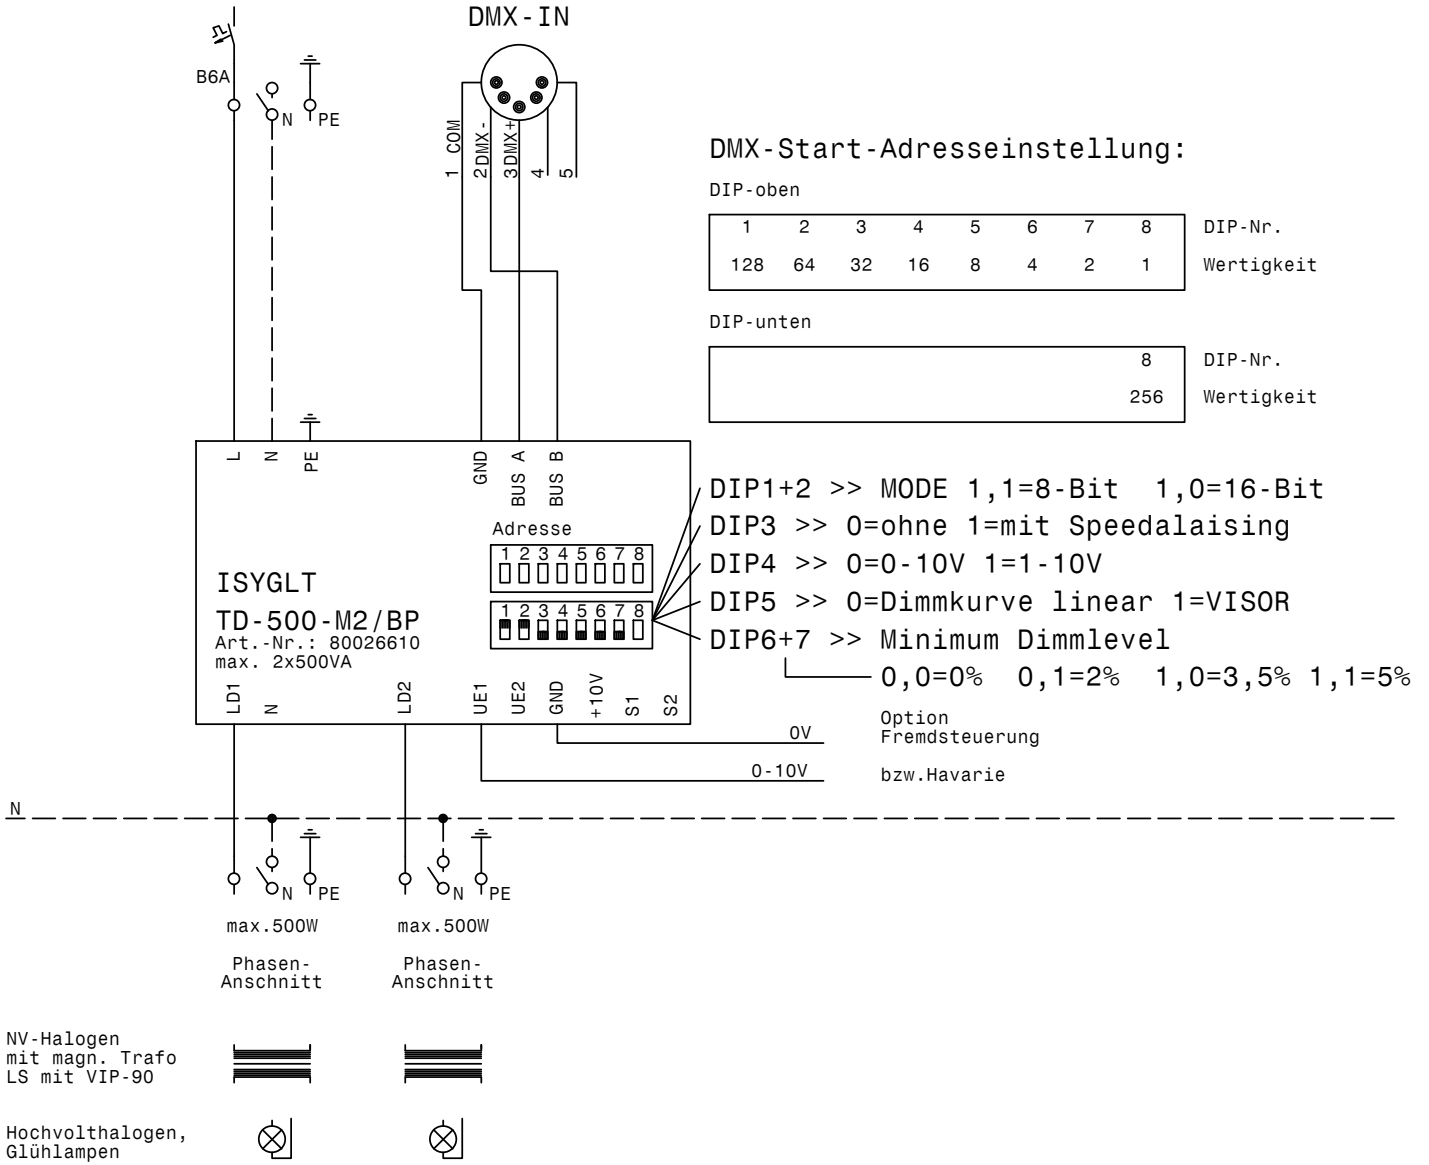 DMX-IN
B6A
N
PE
1 COM
2 DMX-
3 DMX+
4
5
DMX-Start-Adresseinstellung:
DIP-oben
1 2 3 4 5 6 7 8 DIP-Nr.
128 64 32 16 8 4 2 1 Wertigkeit
DIP-unten
8 DIP-Nr.
256 Wertigkeit
L
N
PE
GND
BUS A
BUS B
Adresse
1 2 3 4 5 6 7 8
1 2 3 4 5 6 7 8
ISYGLT
TD-500-M2/BP
Art.-Nr.: 80026610
max. 2x500VA
DIP1+2 >> MODE 1,1=8-Bit 1,0=16-Bit
DIP3 >> 0=ohne 1=mit Speedalaising
DIP4 >> 0=0-10V 1=1-10V
DIP5 >> 0=Dimmkurve linear 1=VISOR
DIP6+7 >> Minimum Dimmlevel
0,0=0% 0,1=2% 1,0=3,5% 1,1=5%
LD1
N
LD2
UE1
UE2
GND
+10V
S1
S2
0V
Option
Fremdsteuerung
0-10V
bzw.Havarie
N
N
PE
N
PE
max.500W
max.500W
Phasen-
Anschnitt
Phasen-
Anschnitt
NV-Halogen
mit magn. Trafo
LS mit VIP-90
Hochvolthalogen,
Glühlampen